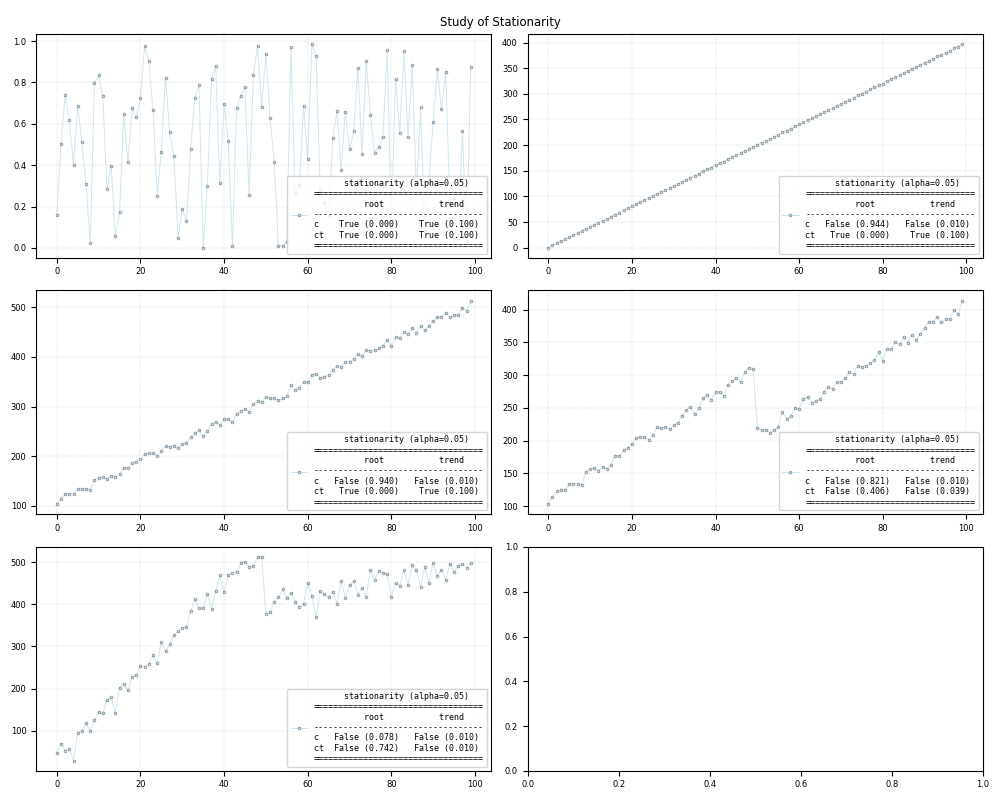 Study of Stationarity
1.0
0.8
0.6
0.4
0.2
0.0
stationarity (alpha=0.05)
==================================
root trend
----------------------------------
c True (0.000) True (0.100)
ct True (0.000) True (0.100)
==================================
0 20 40 60 80 100
400
350
300
250
200
150
100
50
0
stationarity (alpha=0.05)
==================================
root trend
----------------------------------
c False (0.944) False (0.010)
ct True (0.000) True (0.100)
==================================
0 20 40 60 80 100
500
400
300
200
100
stationarity (alpha=0.05)
==================================
root trend
----------------------------------
c False (0.940) False (0.010)
ct True (0.000) True (0.100)
==================================
0 20 40 60 80 100
400
350
300
250
200
150
100
stationarity (alpha=0.05)
==================================
root trend
----------------------------------
c False (0.821) False (0.010)
ct False (0.406) False (0.039)
==================================
0 20 40 60 80 100
500
400
300
200
100
stationarity (alpha=0.05)
==================================
root trend
----------------------------------
c False (0.078) False (0.010)
ct False (0.742) False (0.010)
==================================
0 20 40 60 80 100
1.0
0.8
0.6
0.4
0.2
0.0
0.0 0.2 0.4 0.6 0.8 1.0